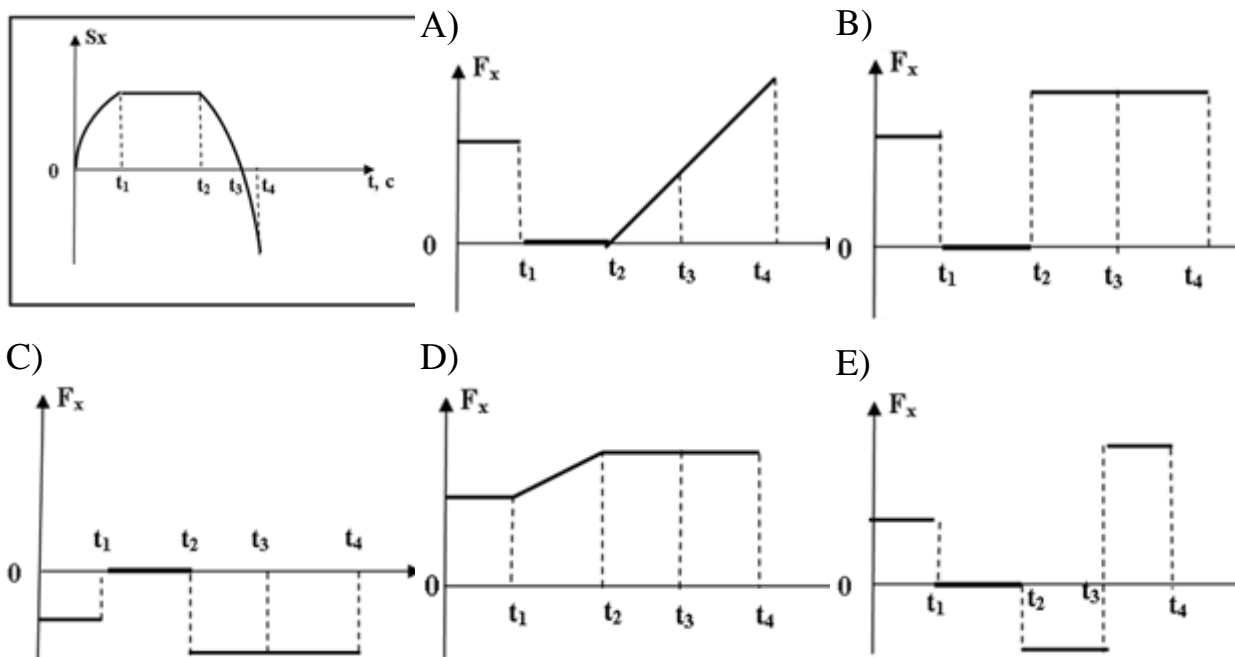 Sx
0
t₁ t₂ t₃ t₄ t, c
A)
Fₓ
0
t₁ t₂ t₃ t₄
B)
Fₓ
0
t₁ t₂ t₃ t₄
C)
Fₓ
t₁ t₂ t₃ t₄
0
D)
Fₓ
0
t₁ t₂ t₃ t₄
E)
Fₓ
0
t₁ t₂ t₃ t₄